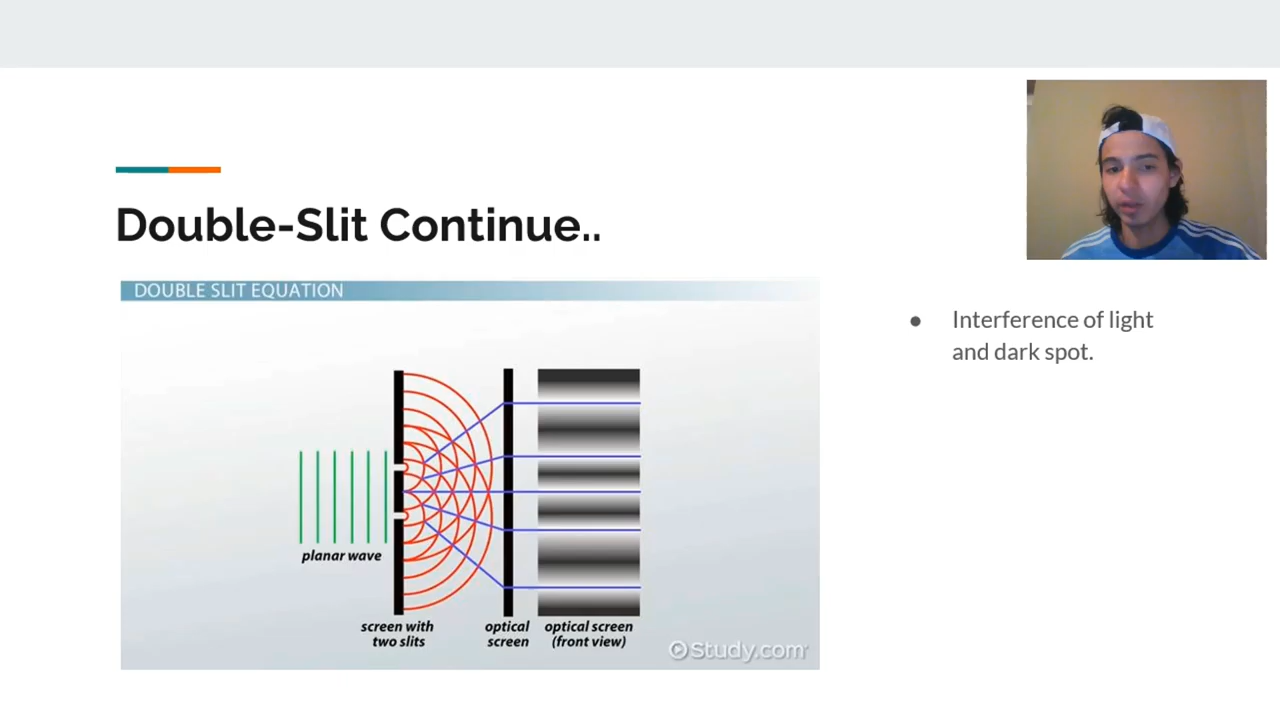 Double-Slit Continue..
DOUBLE SLIT EQUATION
planar wave
screen with
two slits
optical
screen
optical screen
(front view)
Study.com
● Interference of light
and dark spot.